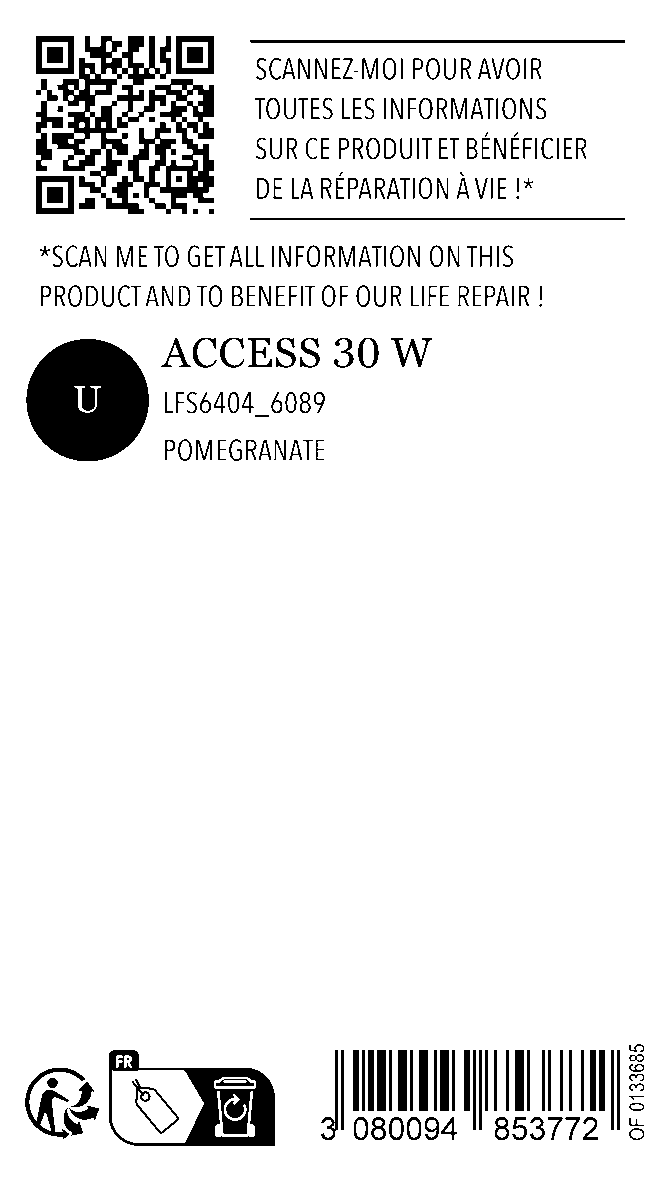 SCANNEZ-MOI POUR AVOIR
TOUTES LES INFORMATIONS
SUR CE PRODUIT ET BÉNÉFICIER
DE LA RÉPARATION À VIE !*
*SCAN ME TO GET ALL INFORMATION ON THIS
PRODUCT AND TO BENEFIT OF OUR LIFE REPAIR !
ACCESS 30 W
U
LFS6404_6089
POMEGRANATE
FR
3 080094 853772
OF 0133685